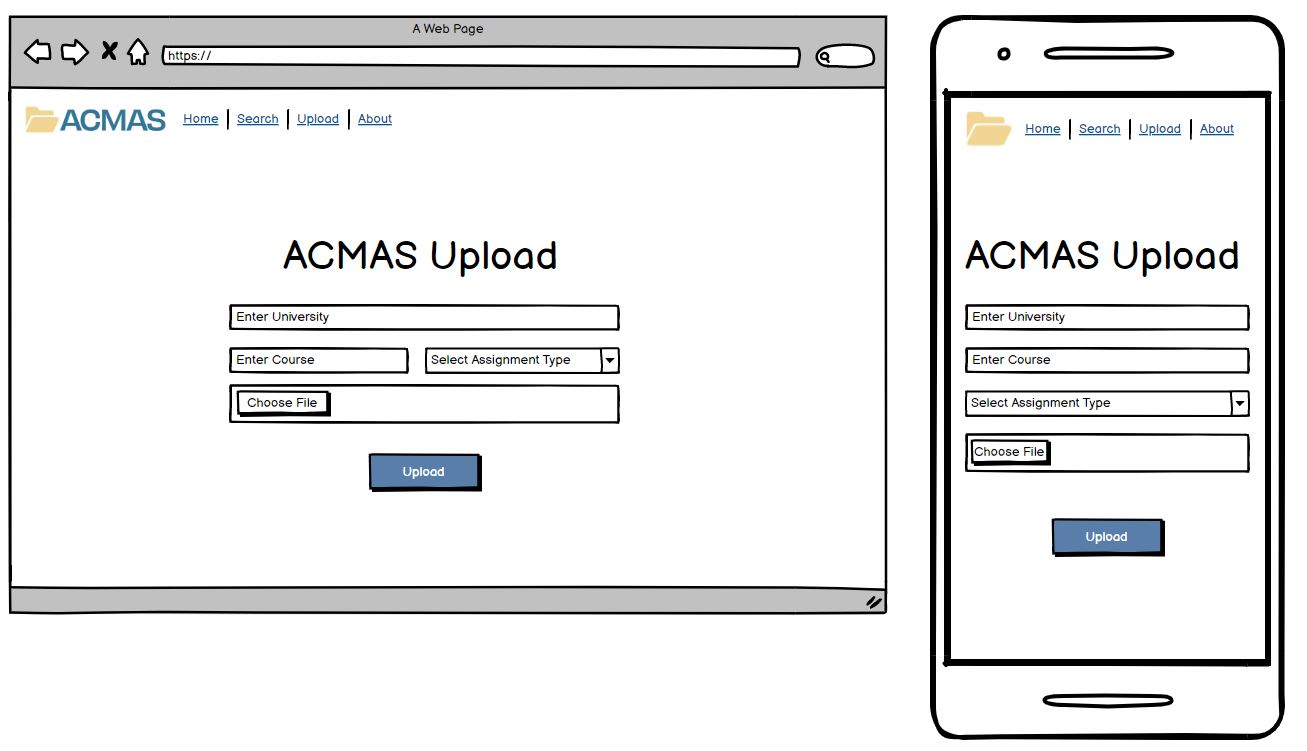 A Web Page
https://
ACMAS Home Search Upload About
ACMAS Upload
Enter University
Enter Course Select Assignment Type
Choose File
Upload
Home Search Upload About
ACMAS Upload
Enter University
Enter Course
Select Assignment Type
Choose File
Upload